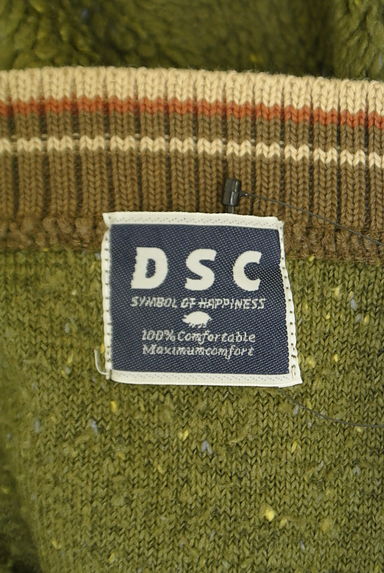 DSC
SYMBOL OF HAPPINESS
100% Comfortable
Maximumcomfort